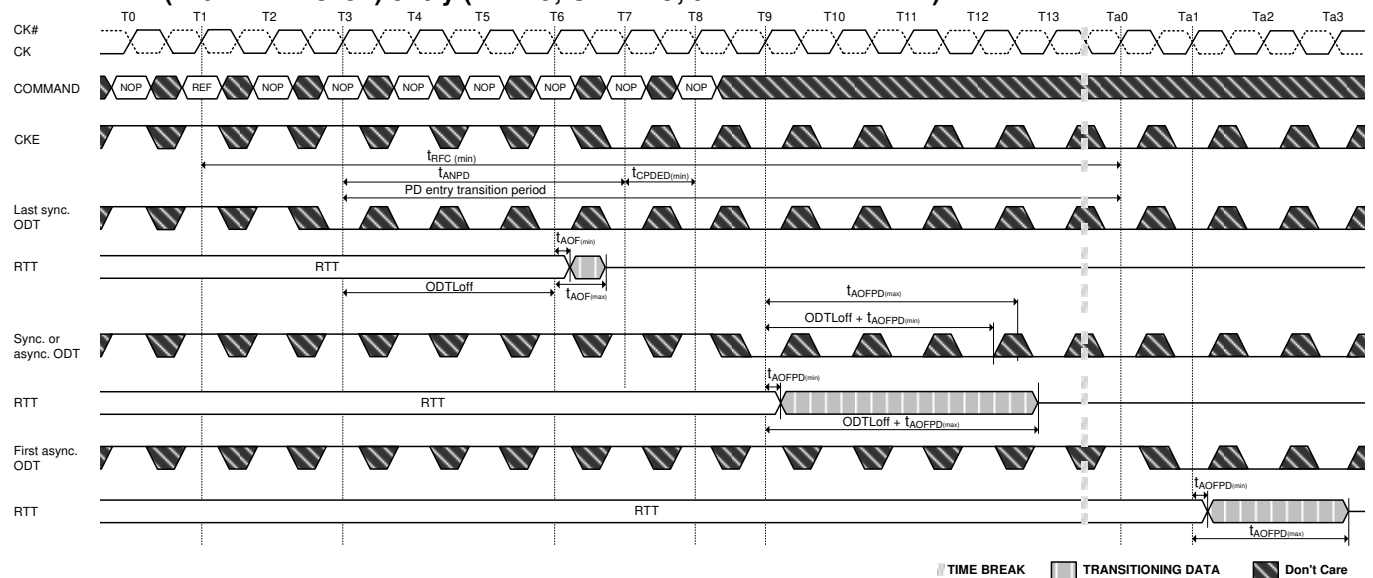 T0 T1 T2 T3 T4 T5 T6 T7 T8 T9 T10 T11 T12 T13 Ta0 Ta1 Ta2 Ta3
CK#
CK
COMMAND NOP REF NOP NOP NOP NOP NOP NOP NOP
CKE
tRFC (min)
tANPD tCPDED(min)
PD entry transition period
Last sync.
ODT
tAOF(min)
RTT RTT
ODTLoff tAOF(max)
tAOFPD(max)
ODTLoff + tAOFPD(min)
Sync. or
async. ODT
tAOFPD(min)
RTT RTT
ODTLoff + tAOFPD(max)
First async.
ODT
tAOFPD(min)
RTT RTT
tAOFPD(max)
TIME BREAK TRANSITIONING DATA Don't Care